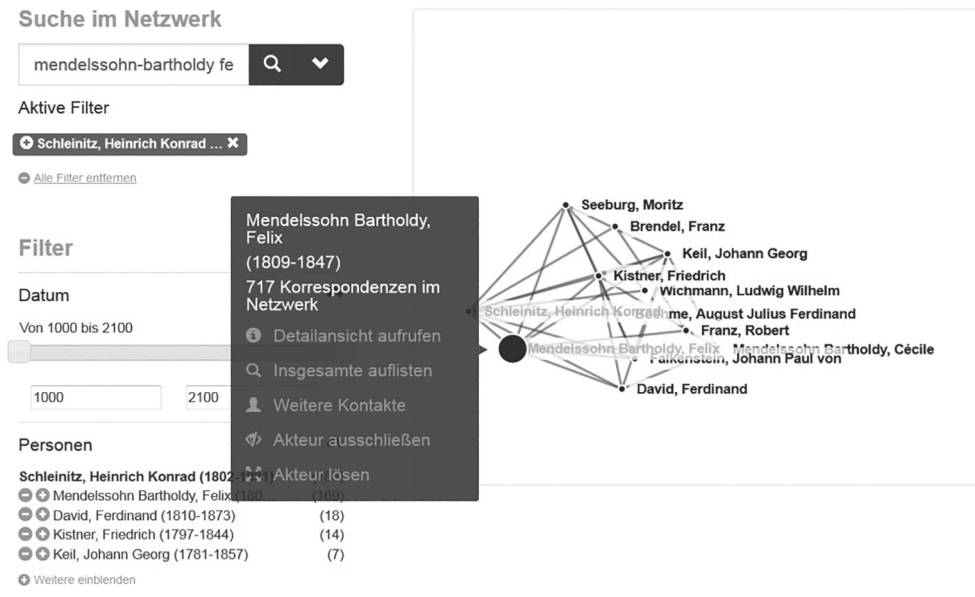 Suche im Netzwerk
mendelssohn-bartholdy fe
Aktive Filter
Schleinitz, Heinrich Konrad ... ✖
Alle Filter entfernen
Filter
Datum
Von 1000 bis 2100
1000 2100
Personen
Schleinitz, Heinrich Konrad (1802-
Mendelssohn Bartholdy, Felix (180... (169)
David, Ferdinand (1810-1873) (18)
Kistner, Friedrich (1797-1844) (14)
Keil, Johann Georg (1781-1857) (7)
Weitere einblenden
Mendelssohn Bartholdy,
Felix
(1809-1847)
717 Korrespondenzen im
Netzwerk
Detailansicht aufrufen
Insgesamte auflisten
Weitere Kontakte
Akteur ausschließen
Akteur lösen
Seeburg, Moritz
Brendel, Franz
Keil, Johann Georg
Kistner, Friedrich
Wichmann, Ludwig Wilhelm
Schleinitz, Heinrich Konrad
me, August Julius Ferdinand
Franz, Robert
Mendelssohn Bartholdy, Felix
Mendelssohn Bartholdy, Cécile
Falkenstein, Johann Paul von
David, Ferdinand